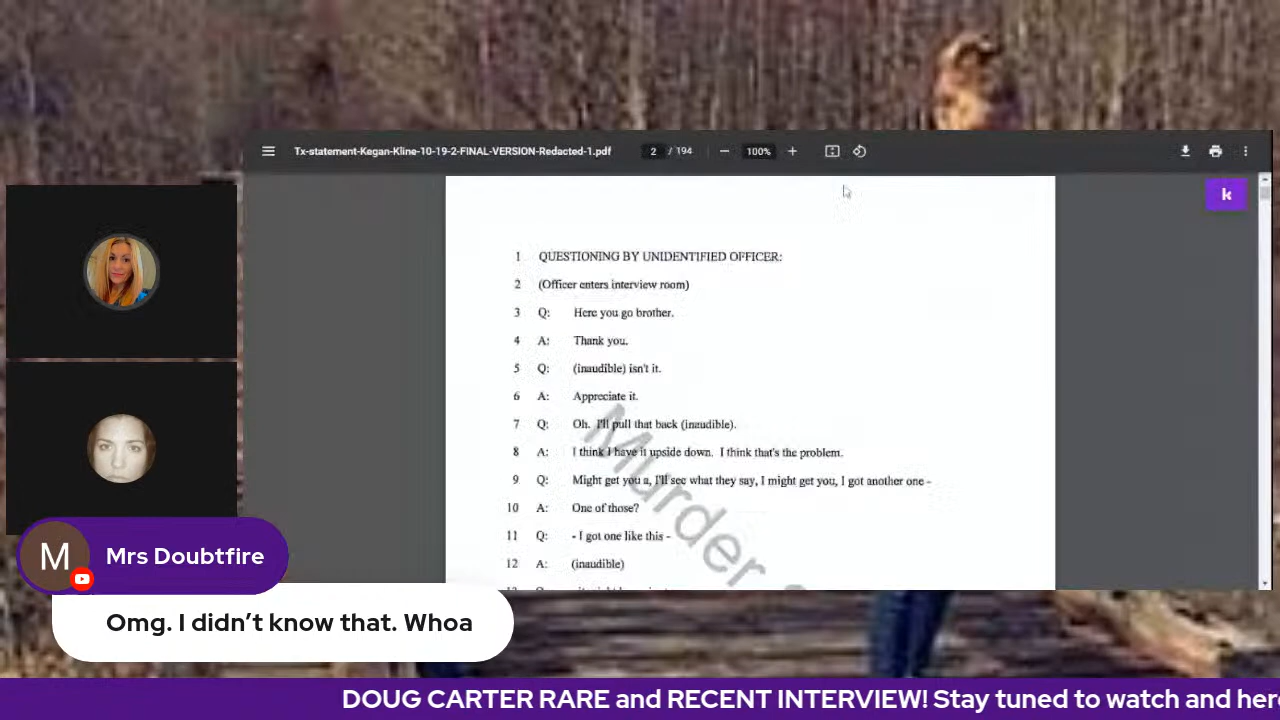 Tx-statement-Kegan-Kline-10-19-2-FINAL-VERSION-Redacted-1.pdf
2 / 194
100%
k
1 QUESTIONING BY UNIDENTIFIED OFFICER:
2 (Officer enters interview room)
3 Q: Here you go brother.
4 A: Thank you.
5 Q: (inaudible) isn't it.
6 A: Appreciate it.
7 Q: Oh. I'll pull that back (inaudible).
8 A: I think I have it upside down. I think that's the problem.
9 Q: Might get you a, I'll see what they say, I might get you, I got another one -
10 A: One of those?
11 Q: - I got one like this -
12 A: (inaudible)
Murder
M
Mrs Doubtfire
Omg. I didn’t know that. Whoa
DOUG CARTER RARE and RECENT INTERVIEW! Stay tuned to watch and her